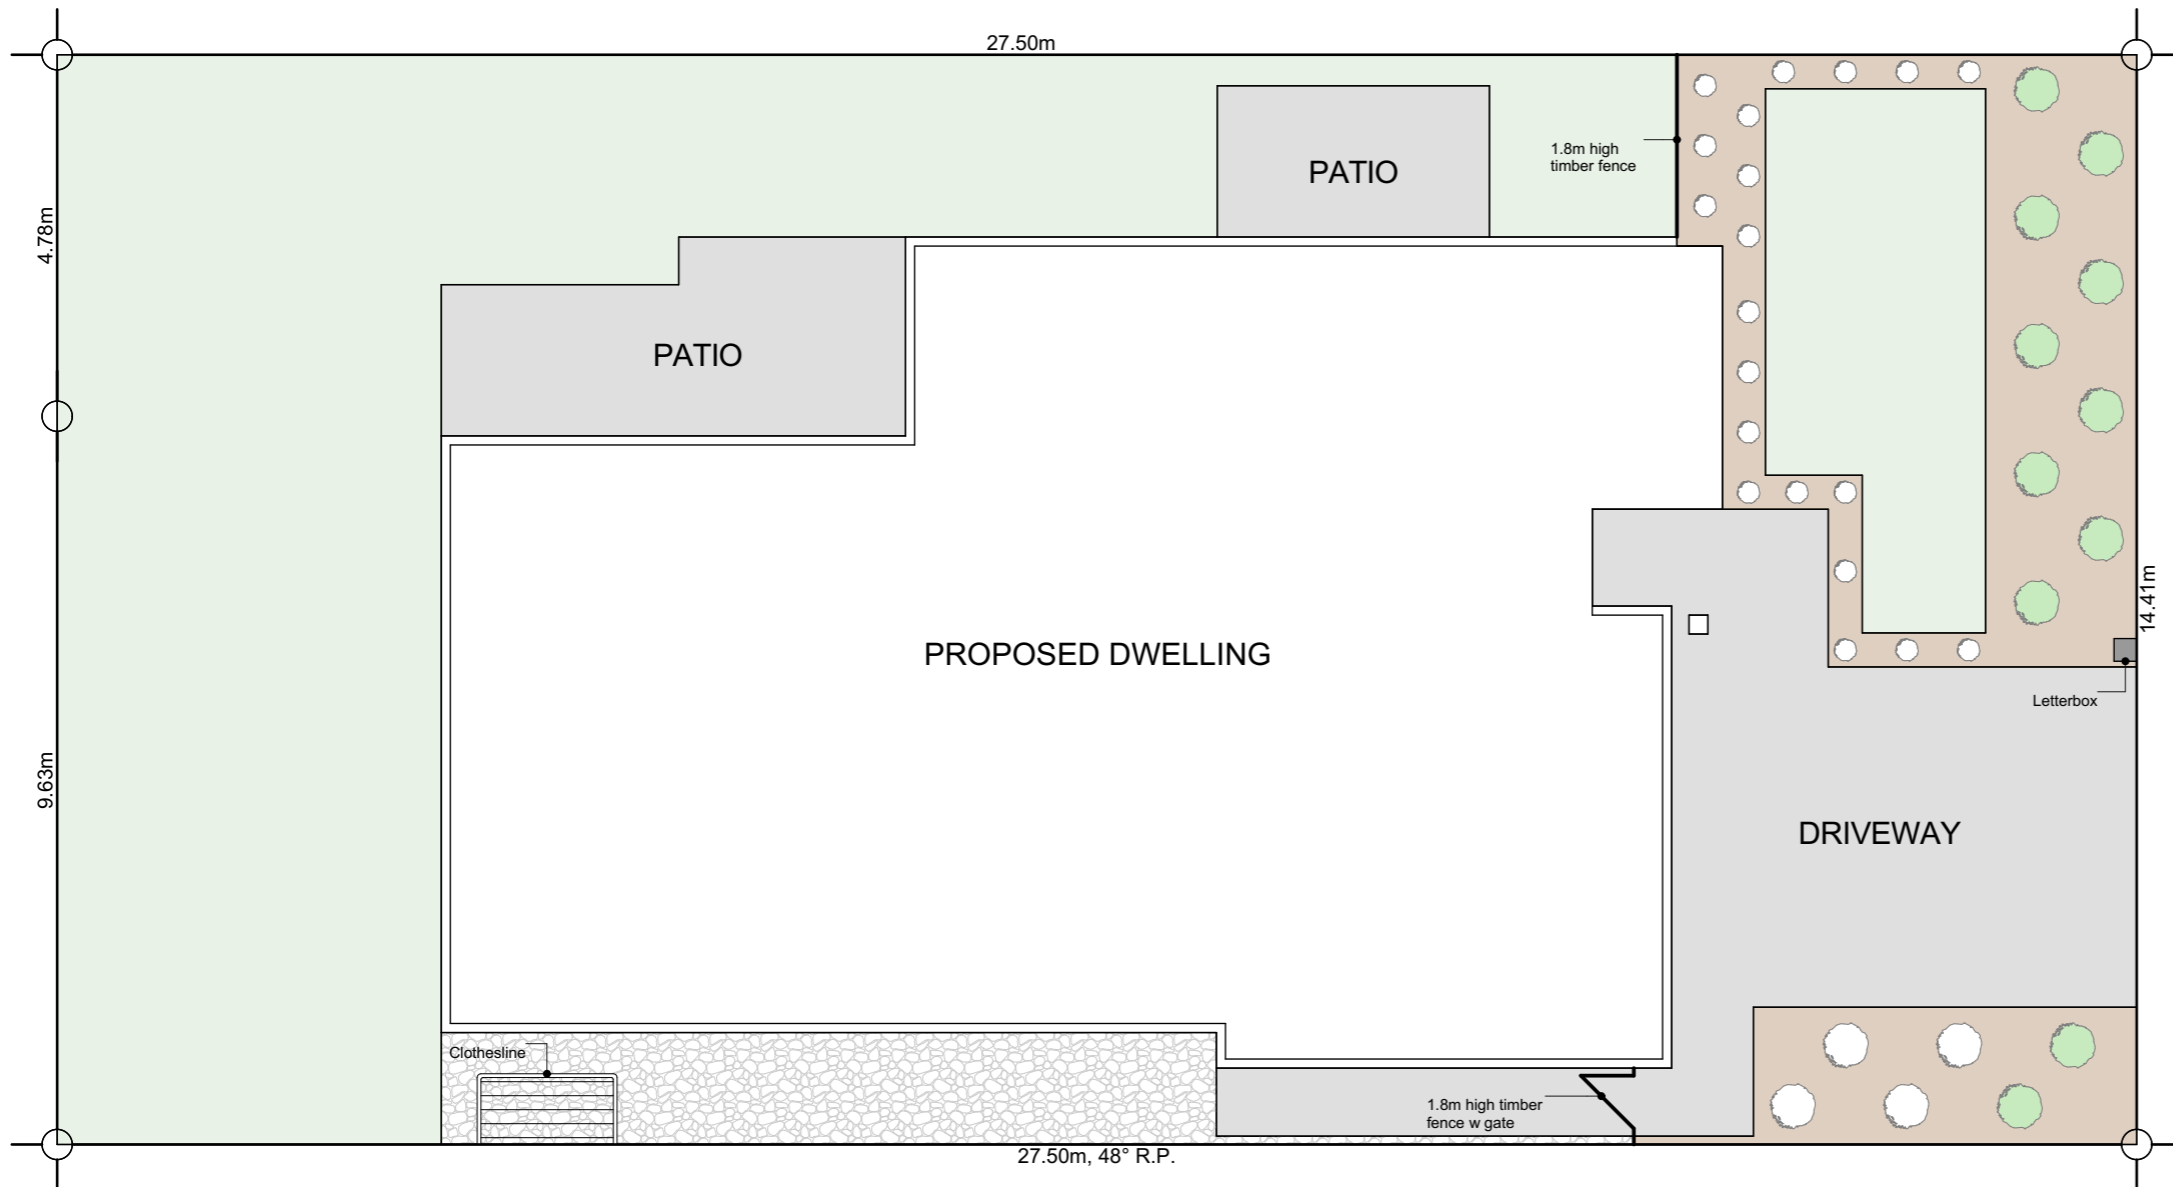 27.50m
1.8m high
timber fence
PATIO
4.78m
PATIO
14.41m
PROPOSED DWELLING
Letterbox
9.63m
DRIVEWAY
Clothesline
1.8m high timber
fence w gate
27.50m, 48° R.P.